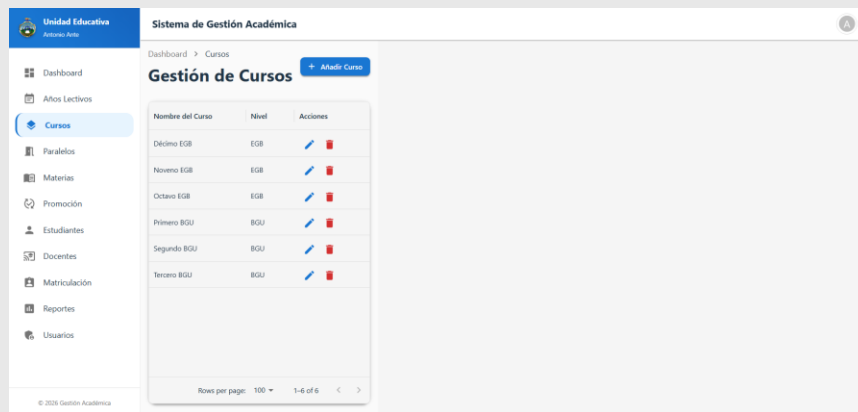 Unidad Educativa
Antonio Ante
Sistema de Gestión Académica
A
Dashboard
Años Lectivos
Cursos
Paralelos
Materias
Promoción
Estudiantes
Docentes
Matriculación
Reportes
Usuarios
© 2026 Gestión Académica
Dashboard > Cursos
Gestión de Cursos
+ Añadir Curso
Nombre del Curso Nivel Acciones
Décimo EGB EGB
Noveno EGB EGB
Octavo EGB EGB
Primero BGU BGU
Segundo BGU BGU
Tercero BGU BGU
Rows per page: 100 1–6 of 6